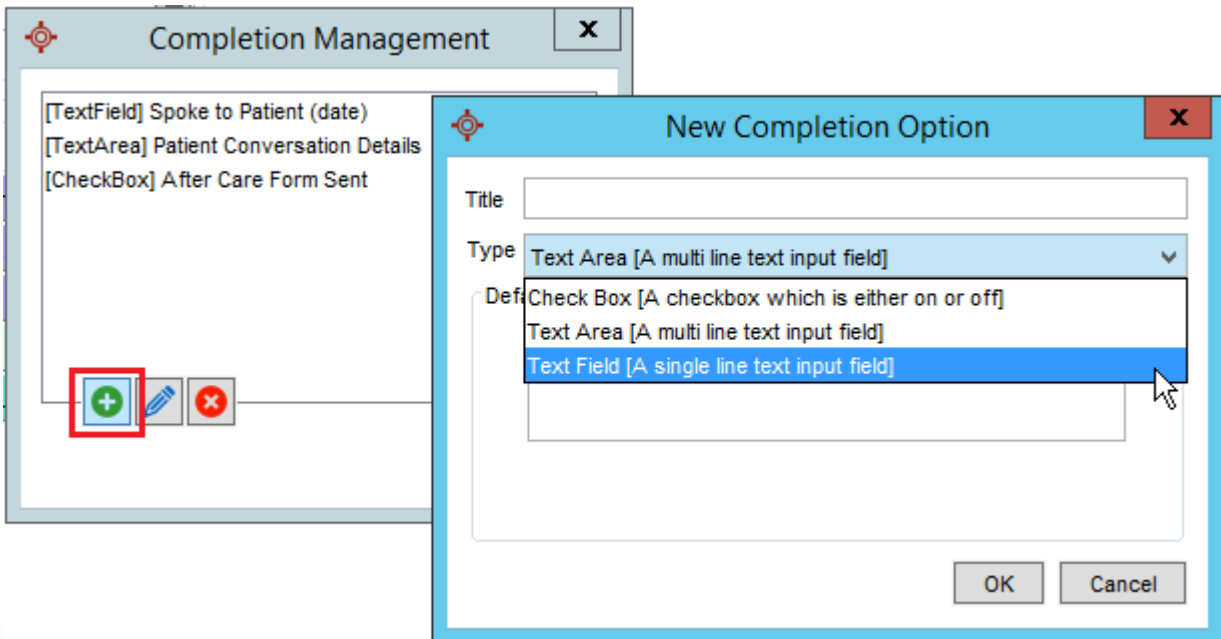 Completion Management
x
[TextField] Spoke to Patient (date)
[TextArea] Patient Conversation Details
[CheckBox] After Care Form Sent
New Completion Option
x
Title
Type
Text Area [A multi line text input field]
Defa
Check Box [A checkbox which is either on or off]
Text Area [A multi line text input field]
Text Field [A single line text input field]
OK
Cancel